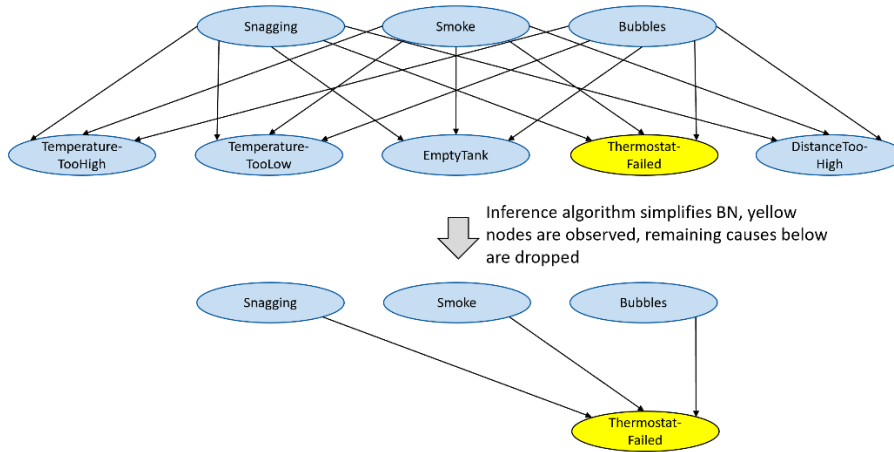 Snagging
Smoke
Bubbles
Temperature-
TooHigh
Temperature-
TooLow
EmptyTank
Thermostat-
Failed
DistanceToo-
High
Inference algorithm simplifies BN, yellow
nodes are observed, remaining causes below
are dropped
Snagging
Smoke
Bubbles
Thermostat-
Failed